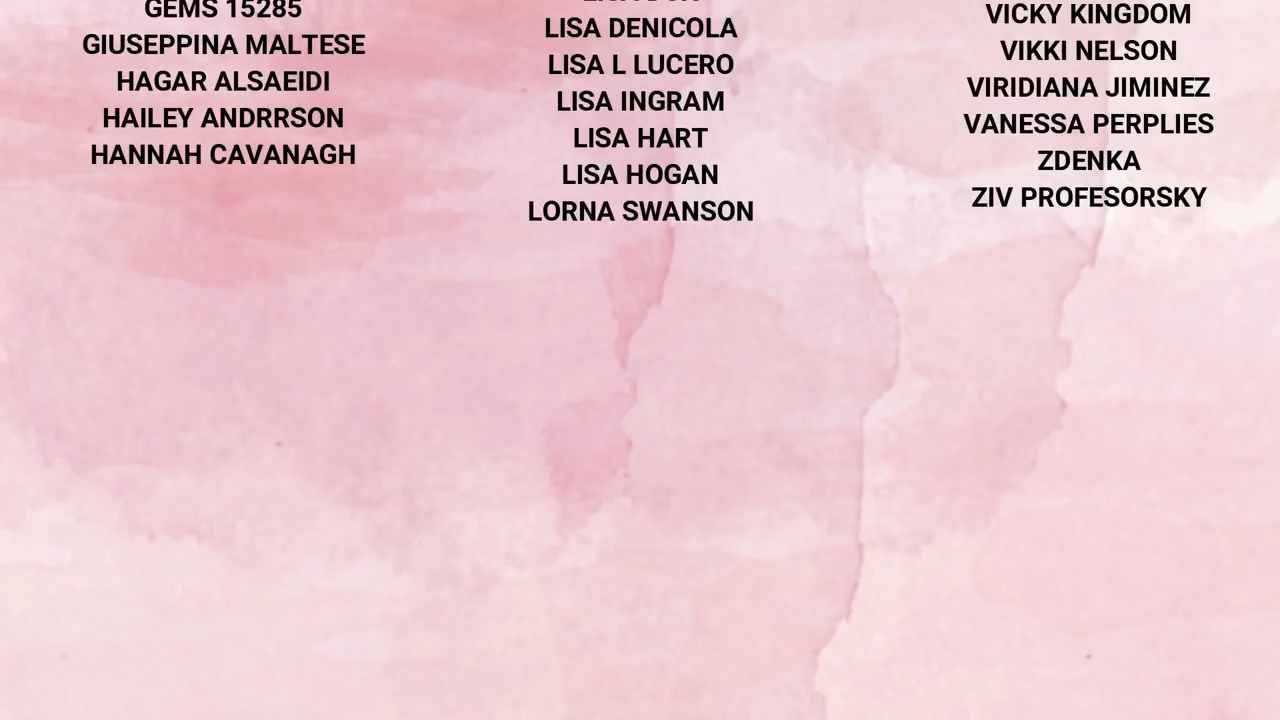 GEMS 15285
GIUSEPPINA MALTESE
HAGAR ALSAEIDI
HAILEY ANDRRSON
HANNAH CAVANAGH
LISA DENICOLA
LISA L LUCERO
LISA INGRAM
LISA HART
LISA HOGAN
LORNA SWANSON
VICKY KINGDOM
VIKKI NELSON
VIRIDIANA JIMINEZ
VANESSA PERPLIES
ZDENKA
ZIV PROFESORSKY